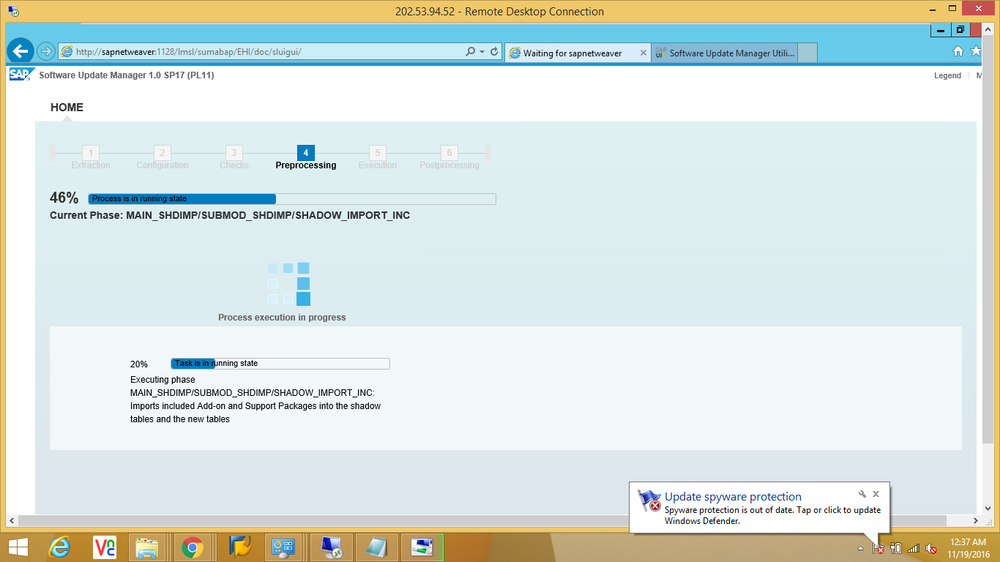 202.53.94.52 - Remote Desktop Connection
http://sapnetweaver:1128/lmsl/sumabap/EHI/doc/sluigui/
Waiting for sapnetweaver
SAP UI
Software Update Manager Utili...
SAP
Software Update Manager 1.0 SP17 (PL11)
Legend
M
HOME
1 2 3 4 5 6
Extraction Configuration Checks Preprocessing Execution Postprocessing
46% Process is in running state
Current Phase: MAIN_SHDIMP/SUBMOD_SHDIMP/SHADOW_IMPORT_INC
Process execution in progress
20% Task is in running state
Executing phase
MAIN_SHDIMP/SUBMOD_SHDIMP/SHADOW_IMPORT_INC:
Imports included Add-on and Support Packages into the shadow
tables and the new tables
Update spyware protection
Spyware protection is out of date. Tap or click to update
Windows Defender.
VNC
12:37 AM
11/19/2016